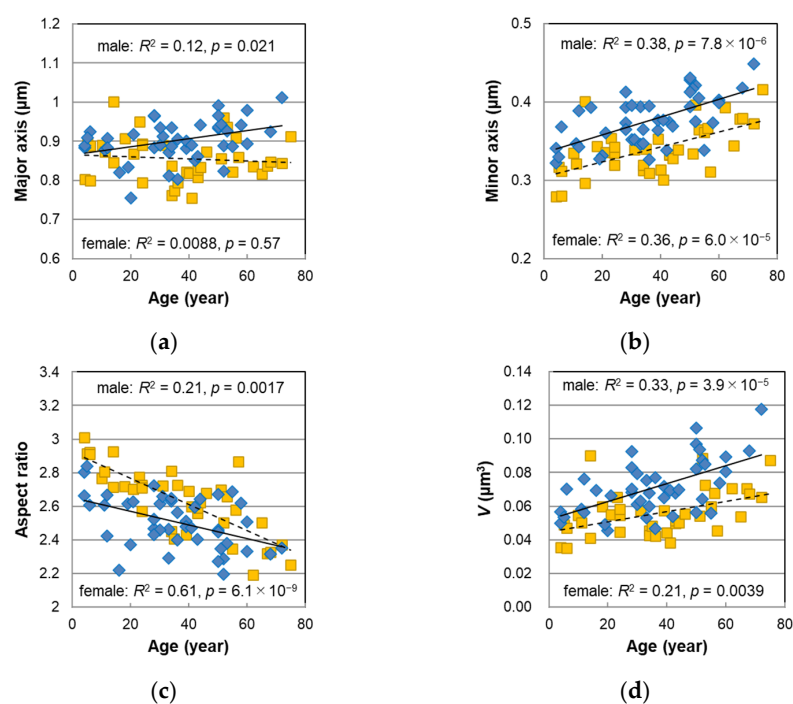 1.2
male: R² = 0.12, p = 0.021
1.1
1
0.9
0.8
0.7
0.6
female: R² = 0.0088, p = 0.57
0 20 40 60 80
Major axis (μm)
Age (year)
(a)
0.5
male: R² = 0.38, p = 7.8 × 10⁻⁶
0.4
0.3
0.2
female: R² = 0.36, p = 6.0 × 10⁻⁵
0 20 40 60 80
Minor axis (μm)
Age (year)
(b)
3.4
male: R² = 0.21, p = 0.0017
3.2
3
2.8
2.6
2.4
2.2
2
female: R² = 0.61, p = 6.1 × 10⁻⁹
0 20 40 60 80
Aspect ratio
Age (year)
(c)
0.14
male: R² = 0.33, p = 3.9 × 10⁻⁵
0.12
0.10
0.08
0.06
0.04
0.02
0.00
female: R² = 0.21, p = 0.0039
0 20 40 60 80
V (μm³)
Age (year)
(d)